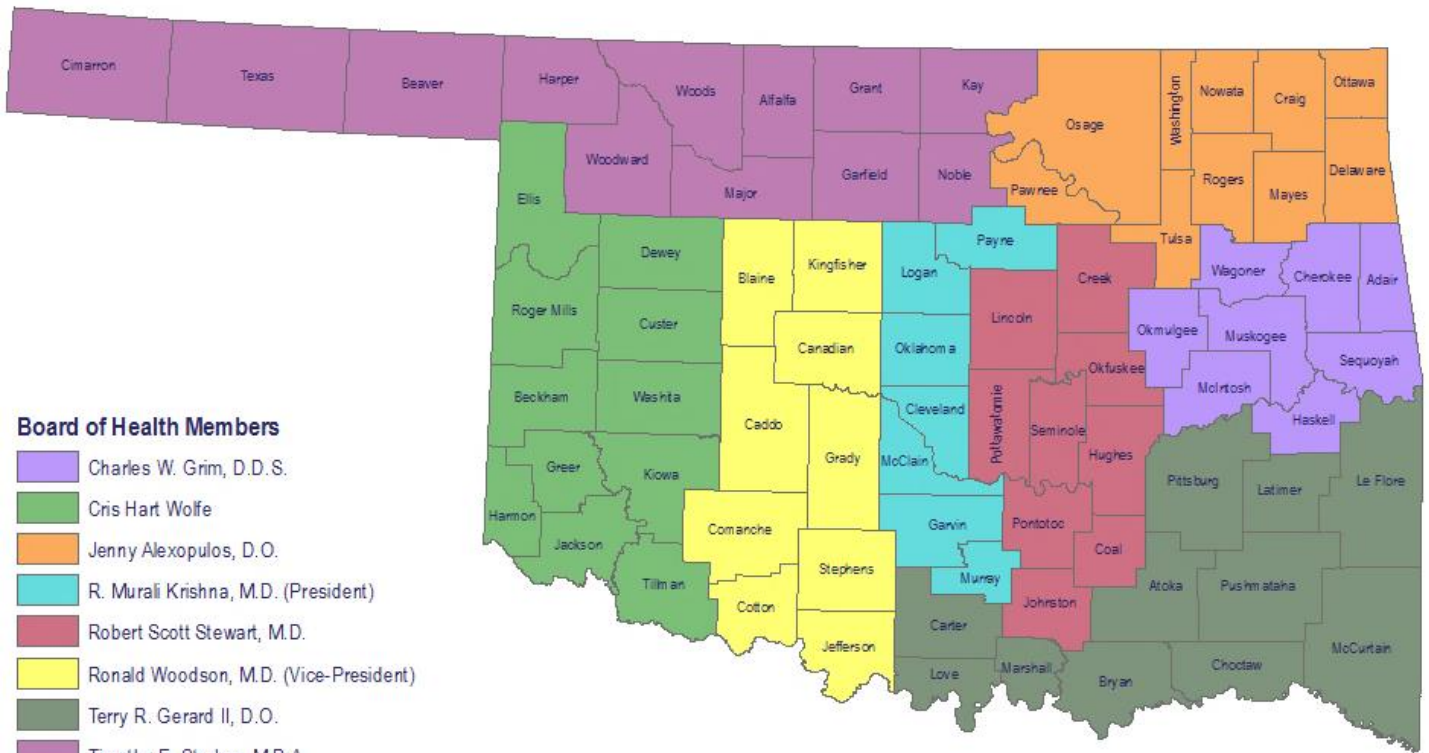 Cimarron
Texas
Beaver
Harper
Woods
Alfalfa
Grant
Kay
Osage
Washington
Nowata
Craig
Ottawa
Woodward
Major
Garfield
Noble
Pawnee
Rogers
Mayes
Delaware
Ellis
Dewey
Blaine
Kingfisher
Logan
Payne
Creek
Tulsa
Wagoner
Cherokee
Adair
Roger Mills
Custer
Canadian
Oklahoma
Lincoln
Okmulgee
Muskogee
Sequoyah
Beckham
Washita
Caddo
Grady
Cleveland
McClain
Pottawatomie
Seminole
Okfuskee
Hughes
McIntosh
Haskell
Greer
Kiowa
Harmon
Jackson
Tillman
Comanche
Cotton
Stephens
Jefferson
Garvin
Murray
Pontotoc
Coal
Johnston
Pittsburg
Latimer
Le Flore
Atoka
Pushmataha
McCurtain
Carter
Love
Marshall
Bryan
Choctaw
Board of Health Members
Charles W. Grim, D.D.S.
Cris Hart Wolfe
Jenny Alexopulos, D.O.
R. Murali Krishna, M.D. (President)
Robert Scott Stewart, M.D.
Ronald Woodson, M.D. (Vice-President)
Terry R. Gerard II, D.O.